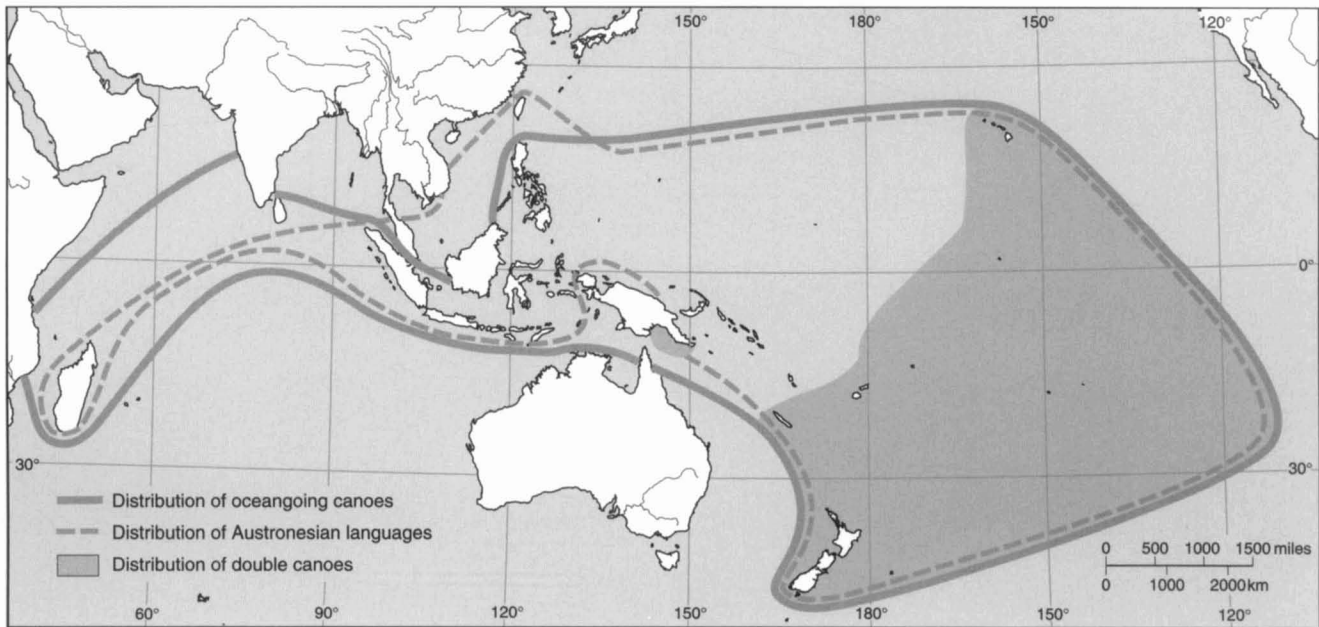 150° 180° 150° 120°
0°
30° 30°
Distribution of oceangoing canoes
Distribution of Austronesian languages
Distribution of double canoes
0 500 1000 1500 miles
0 1000 2000 km
60° 90° 120° 150° 180° 150° 120°